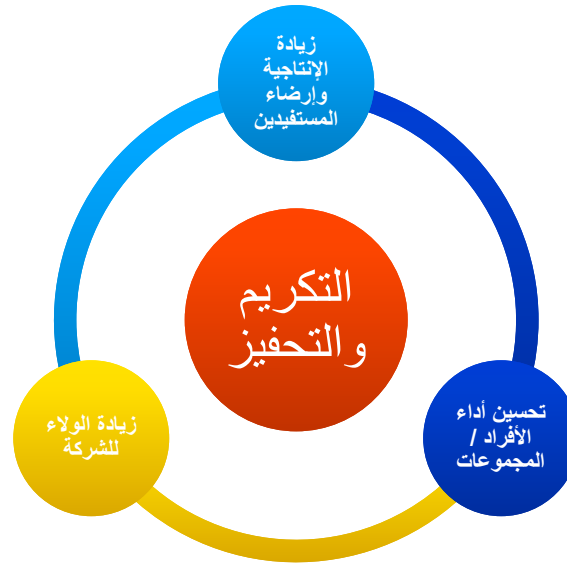 زيادة
الإنتاجية
وإرضاء
المستفيدين
التكريم
والتحفيز
تحسين أداء
الأفراد /
المجموعات
زيادة الولاء
للشركة